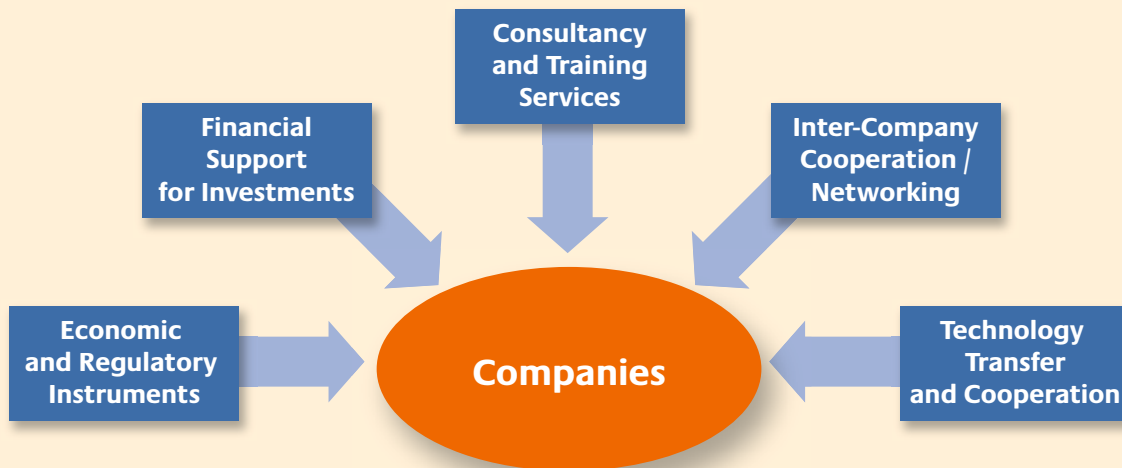 Consultancy
and Training
Services
Financial
Support
for Investments
Inter-Company
Cooperation /
Networking
Economic
and Regulatory
Instruments
Companies
Technology
Transfer
and Cooperation